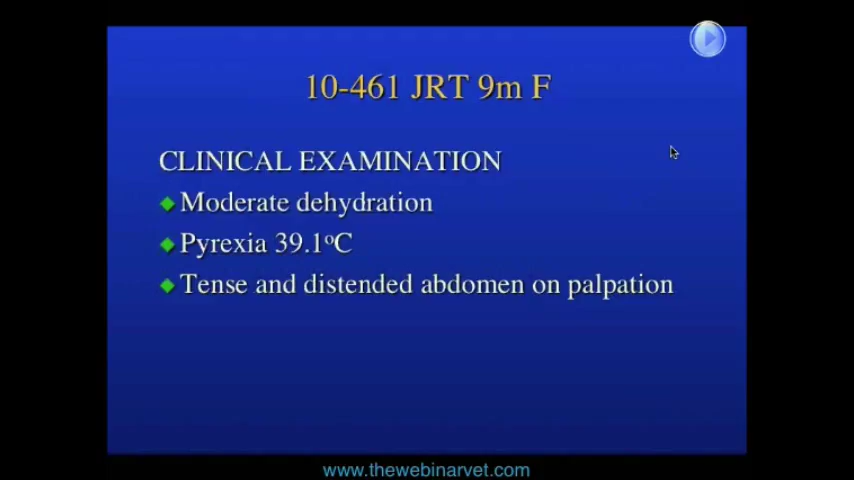 10-461 JRT 9m F
CLINICAL EXAMINATION
Moderate dehydration
Pyrexia 39.1ºC
Tense and distended abdomen on palpation
www.thewebinarvet.com